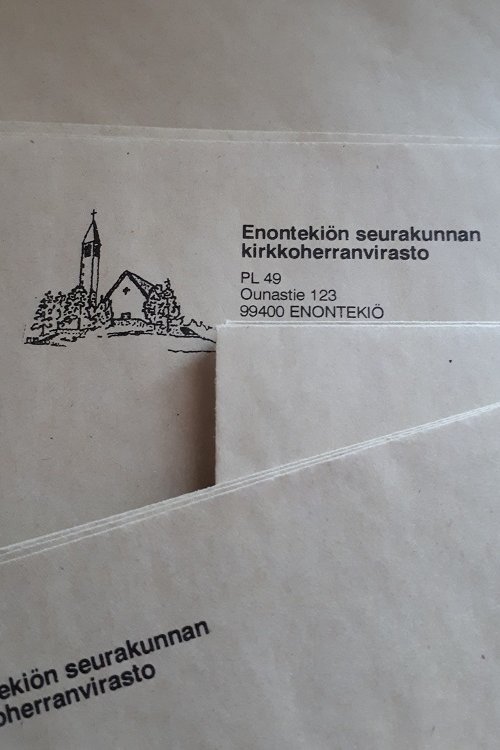 Enontekiön seurakunnan
kirkkoherranvirasto
PL 49
Ounastie 123
99400 ENONTEKIÖ
ekiön seurakunnan
oherranvirasto